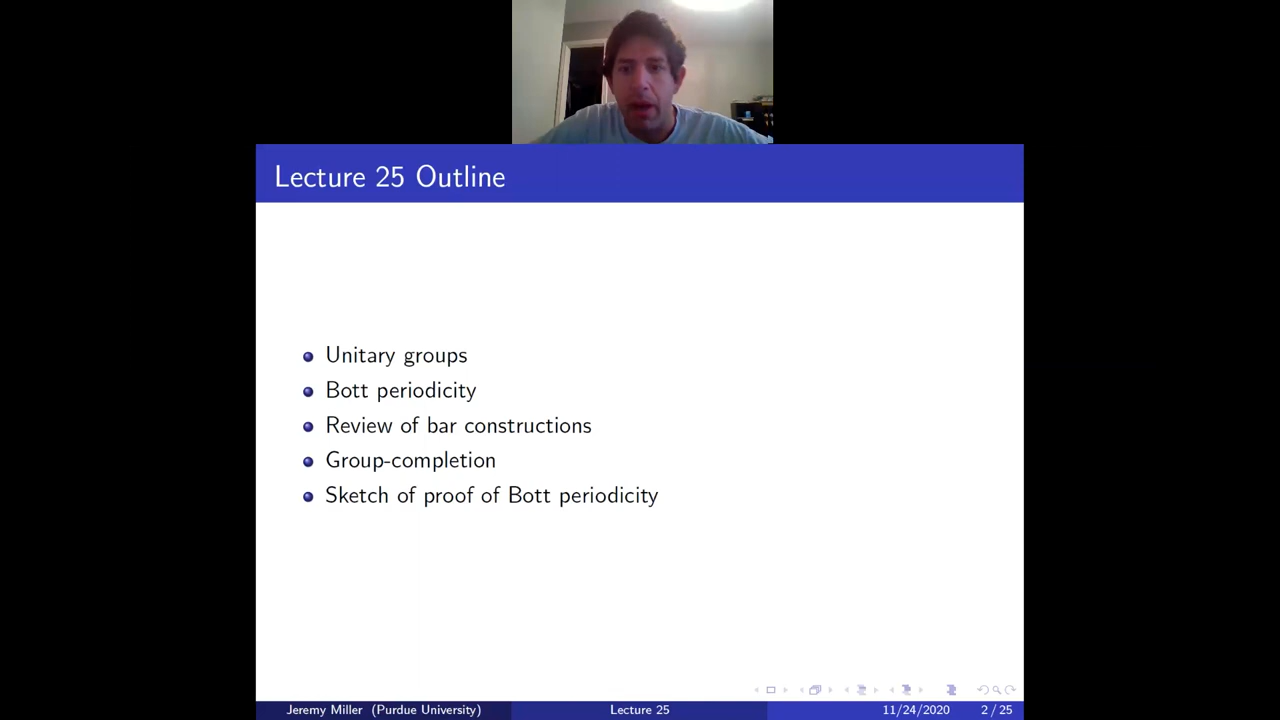 Lecture 25 Outline
Unitary groups
Bott periodicity
Review of bar constructions
Group-completion
Sketch of proof of Bott periodicity
Jeremy Miller (Purdue University) Lecture 25 11/24/2020 2 / 25